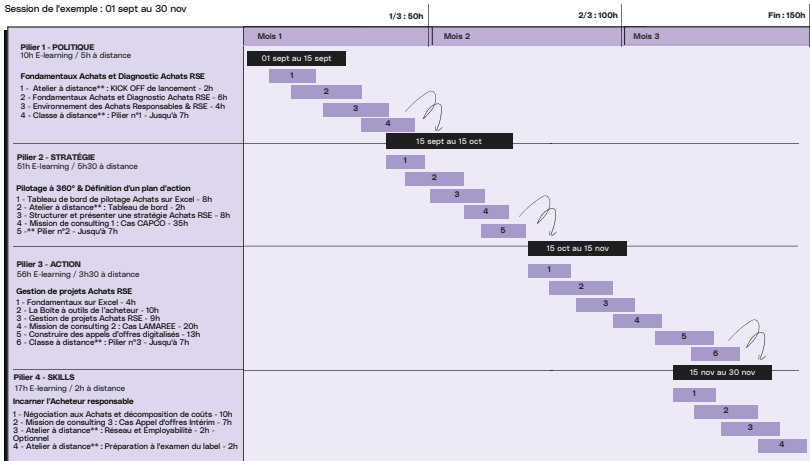 Session de l'exemple : 01 sept au 30 nov
1/3 : 50h
2/3 : 100h
Fin : 150h
Mois 1
Mois 2
Mois 3
Pilier 1 - POLITIQUE
10h E-learning / 5h à distance
01 sept au 15 sept
Fondamentaux Achats et Diagnostic Achats RSE
1 - Atelier à distance** : KICK OFF de lancement - 2h
2 - Fondamentaux Achats et Diagnostic Achats RSE - 6h
3 - Environnement des Achats Responsables & RSE - 4h
4 - Classe à distance** : Pilier n°1 - Jusqu'à 7h
1
2
3
4
15 sept au 15 oct
Pilier 2 - STRATÉGIE
51h E-learning / 5h30 à distance
Pilotage à 360° & Définition d'un plan d'action
1 - Tableau de bord de pilotage Achats sur Excel - 8h
2 - Atelier à distance** : Tableau de bord - 2h
3 - Structurer et présenter une stratégie Achats RSE - 8h
4 - Mission de consulting 1 : Cas CAPCO - 35h
5 -** Pilier n°2 - Jusqu'à 7h
1
2
3
4
5
15 oct au 15 nov
Pilier 3 - ACTION
56h E-learning / 3h30 à distance
Gestion de projets Achats RSE
1 - Fondamentaux sur Excel - 4h
2 - La Boîte à outils de l'acheteur - 10h
3 - Gestion de projets Achats RSE - 9h
4 - Mission de consulting 2 : Cas LAMAREE - 20h
5 - Construire des appels d'offres digitalisés - 13h
6 - Classe à distance** : Pilier n°3 - Jusqu'à 7h
1
2
3
4
5
6
15 nov au 30 nov
Pilier 4 - SKILLS
17h E-learning / 2h à distance
Incarner l'Acheteur responsable
1 - Négociation aux Achats et décomposition de coûts - 10h
2 - Mission de consulting 3 : Cas Appel d'offres Intérim - 7h
3 - Atelier à distance** : Réseau et Employabilité - 2h -
Optionnel
4 - Atelier à distance** : Préparation à l'examen du label - 2h
1
2
3
4